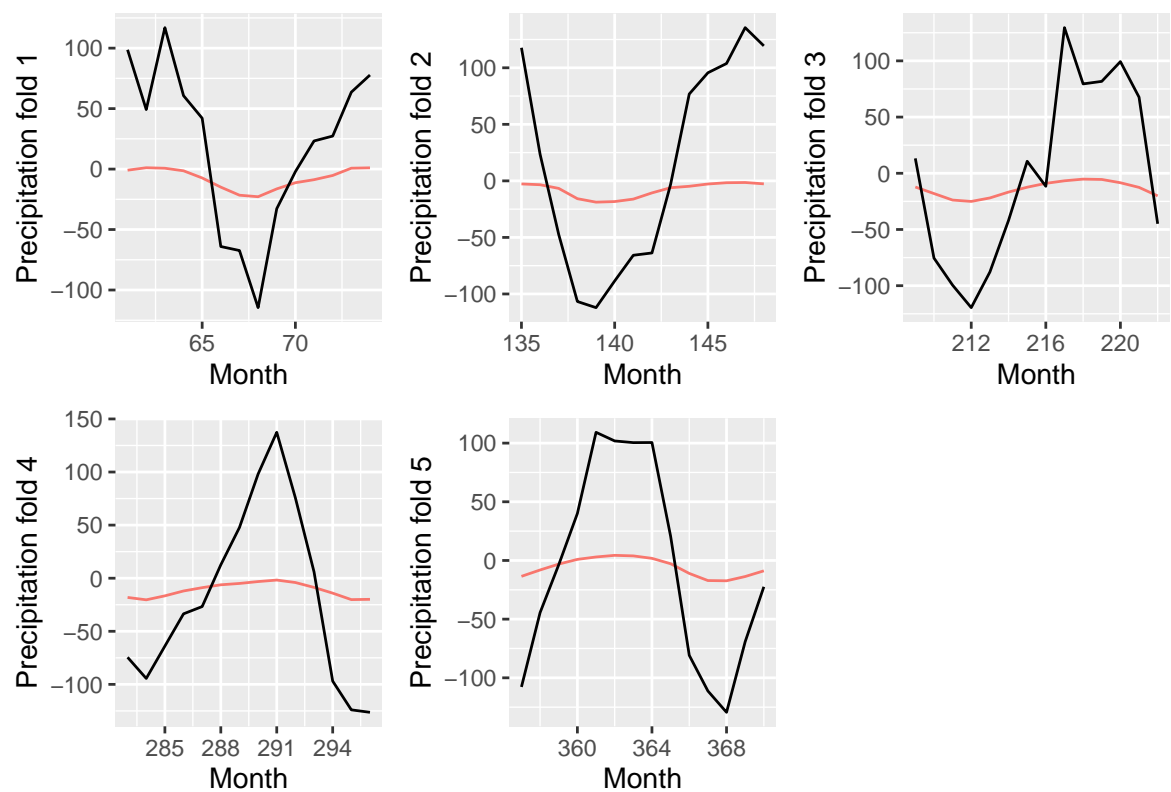 Precipitation fold 1
100
50
0
−50
−100
65 70
Month
Precipitation fold 2
100
50
0
−50
−100
135 140 145
Month
Precipitation fold 3
100
50
0
−50
−100
212 216 220
Month
Precipitation fold 4
150
100
50
0
−50
−100
285 288 291 294
Month
Precipitation fold 5
100
50
0
−50
−100
360 364 368
Month